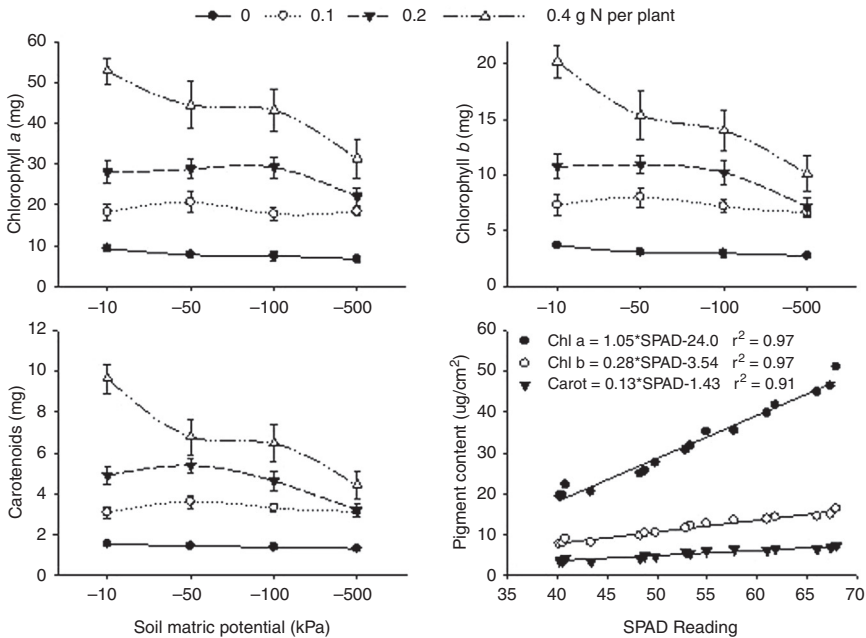 0 0.1 0.2 0.4 g N per plant
60
50
40
30
20
10
0
Chlorophyll a (mg)
–10 –50 –100 –500
20
15
10
5
0
Chlorophyll b (mg)
–10 –50 –100 –500
12
10
8
6
4
2
0
Carotenoids (mg)
–10 –50 –100 –500
Soil matric potential (kPa)
60
50
40
30
20
10
0
Pigment content (ug/cm2)
Chl a = 1.05*SPAD-24.0 r2 = 0.97
Chl b = 0.28*SPAD-3.54 r2 = 0.97
Carot = 0.13*SPAD-1.43 r2 = 0.91
35 40 45 50 55 60 65 70
SPAD Reading